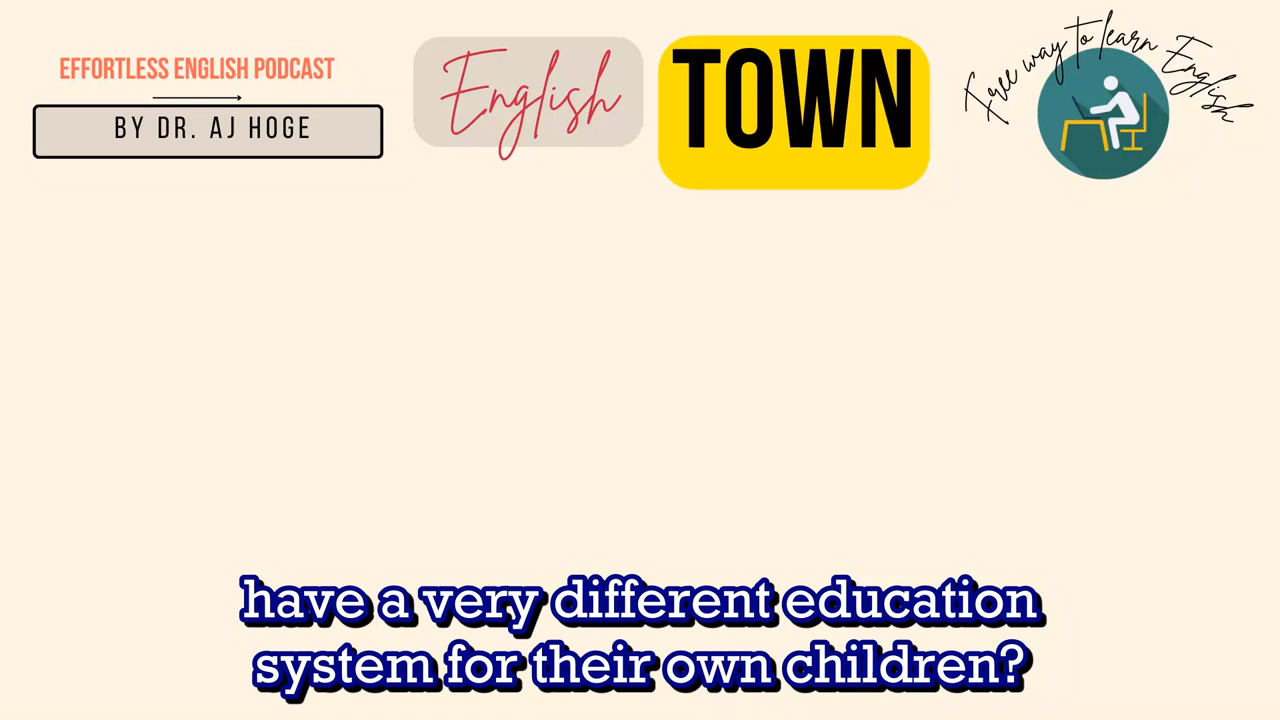 EFFORTLESS ENGLISH PODCAST
BY DR. AJ HOGE
English
TOWN
Free way to learn English
have a very different education
system for their own children?